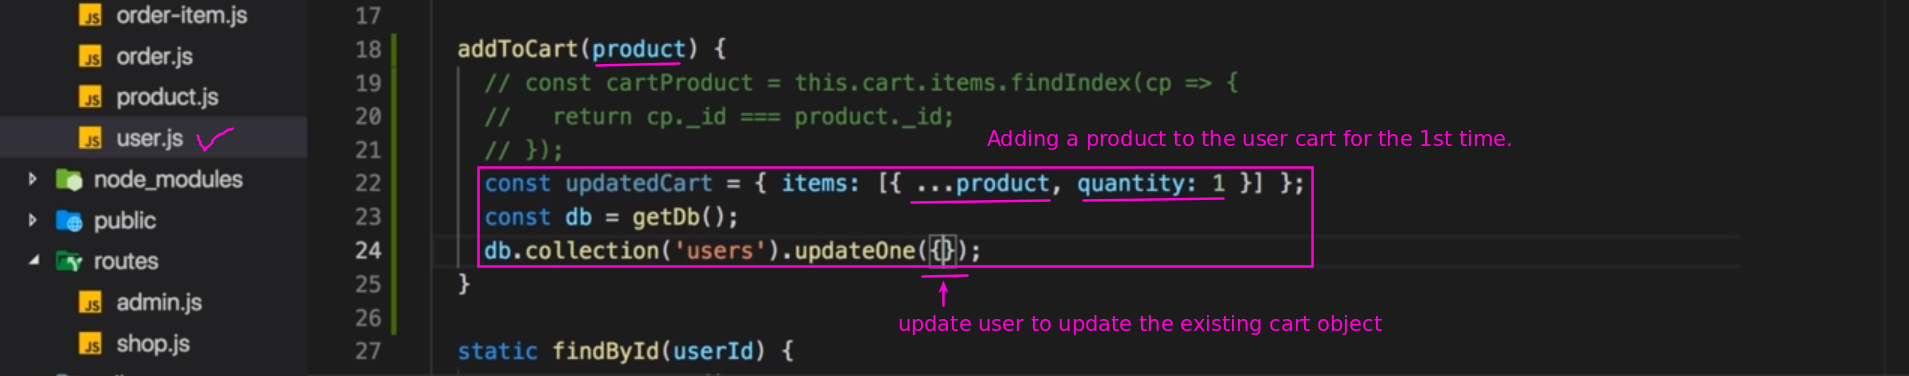 order-item.js
order.js
product.js
user.js
node_modules
public
routes
admin.js
shop.js
17
18 addToCart(product) {
19 // const cartProduct = this.cart.items.findIndex(cp => {
20 //   return cp._id === product._id;
21 // });
Adding a product to the user cart for the 1st time.
22 const updatedCart = { items: [{ ...product, quantity: 1 }] };
23 const db = getDb();
24 db.collection('users').updateOne({});
25 }
26
update user to update the existing cart object
27 static findById(userId) {